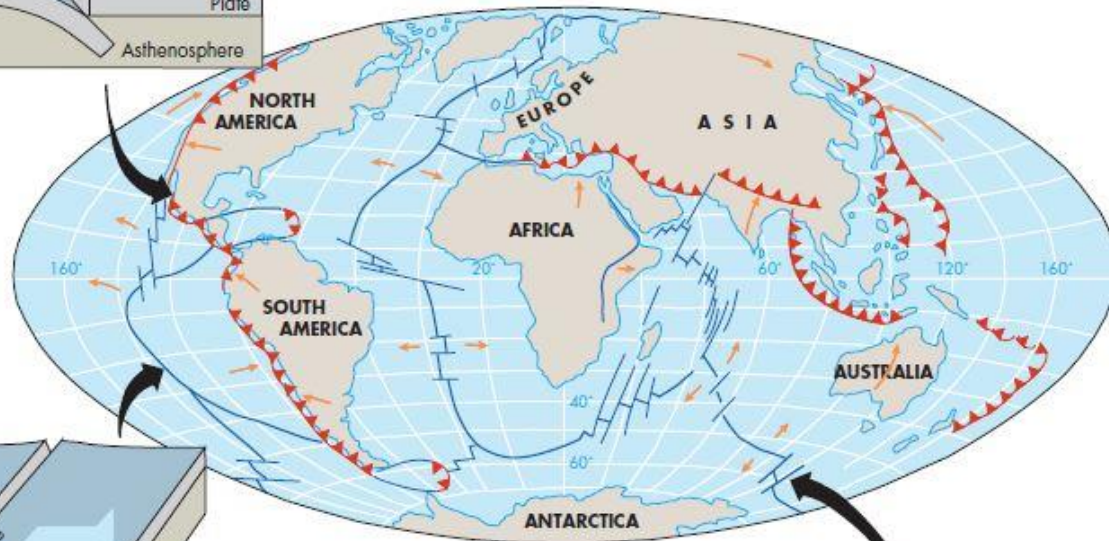 Plate
Asthenosphere
NORTH
AMERICA
EUROPE
ASIA
AFRICA
160°
20°
60°
120°
160°
SOUTH
AMERICA
AUSTRALIA
40°
60°
ANTARCTICA